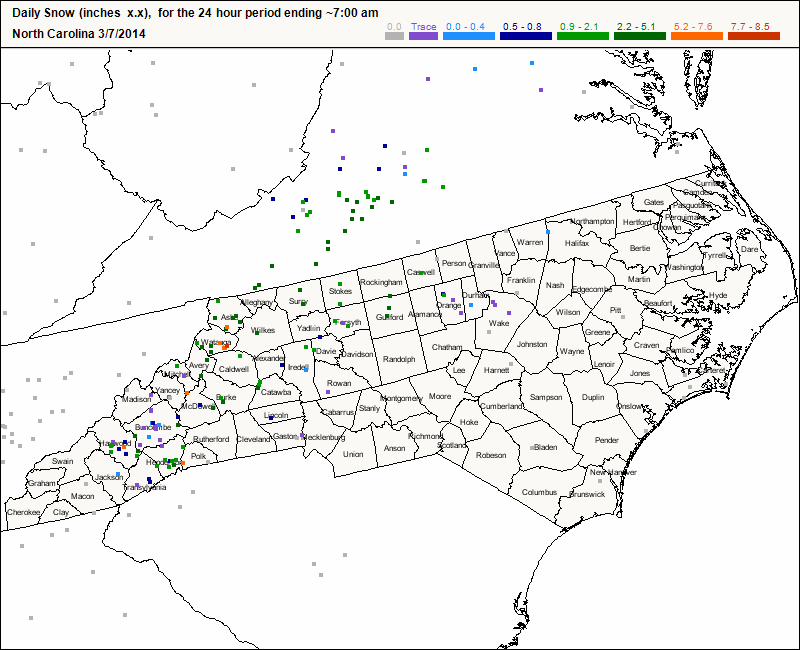 Daily Snow (inches x.x), for the 24 hour period ending ~7:00 am
North Carolina 3/7/2014
0.0 Trace 0.0 - 0.4 0.5 - 0.8 0.9 - 2.1 2.2 - 5.1 5.2 - 7.6 7.7 - 8.5
Currituck
Camden
Gates
Pasquotank
Perquimans
Chowan
Hertford
Northampton
Warren
Halifax
Bertie
Dare
Tyrrell
Washington
Vance
Granville
Person
Caswell
Rockingham
Stokes
Surry
Alleghany
Ashe
Franklin
Nash
Edgecombe
Martin
Hyde
Beaufort
Durham
Orange
Alamance
Guilford
Forsyth
Yadkin
Wilkes
Watauga
Wake
Wilson
Pitt
Greene
Johnston
Wayne
Craven
Pamlico
Lenoir
Jones
Carteret
Chatham
Randolph
Davidson
Davie
Iredell
Alexander
Caldwell
Avery
Mitchell
Yancey
Madison
Lee
Harnett
Rowan
Catawba
Burke
McDowell
Buncombe
Haywood
Swain
Graham
Cherokee
Clay
Macon
Jackson
Transylvania
Henderson
Polk
Rutherford
Cleveland
Lincoln
Gaston
Mecklenburg
Cabarrus
Stanly
Montgomery
Moore
Cumberland
Sampson
Duplin
Onslow
Hoke
Richmond
Scotland
Anson
Union
Robeson
Bladen
Pender
New Hanover
Columbus
Brunswick